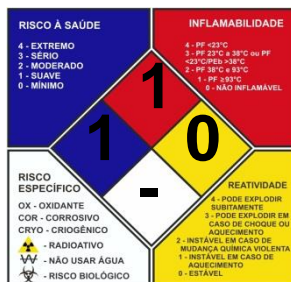 RISCO À SAÚDE
4 - EXTREMO
3 - SÉRIO
2 - MODERADO
1 - SUAVE
0 - MÍNIMO
INFLAMABILIDADE
4 - PF <23°C
3 - PF 23°C a 38°C ou PF
<23°C/PEb >38°C
2 - PF 38°C e 93°C
1 - PF ≥93°C
0 - NÃO INFLAMÁVEL
1
1
0
-
RISCO
ESPECÍFICO
OX - OXIDANTE
COR - CORROSIVO
CRYO - CRIOGÊNICO
- RADIOATIVO
W - NÃO USAR ÁGUA
- RISCO BIOLÓGICO
REATIVIDADE
4 - PODE EXPLODIR
SUBITAMENTE
3 - PODE EXPLODIR EM
CASO DE CHOQUE OU
AQUECIMENTO
2 - INSTÁVEL EM CASO DE
MUDANÇA QUÍMICA VIOLENTA
1 - INSTÁVEL EM CASO DE
AQUECIMENTO
0 - ESTÁVEL